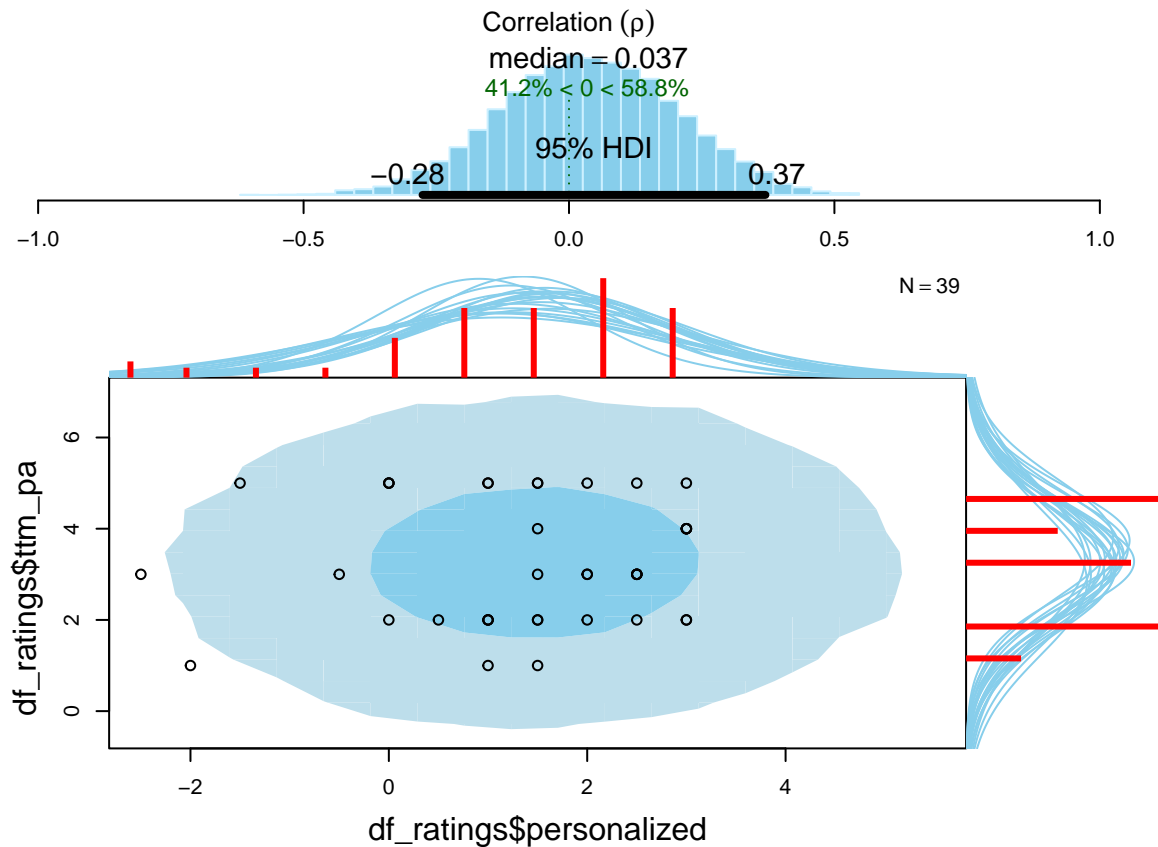 Correlation (ρ)
median = 0.037
41.2% < 0 < 58.8%
95% HDI
−0.28 0.37
−1.0 −0.5 0.0 0.5 1.0
N = 39
df_ratings$ttm_pa
6
4
2
0
−2 0 2 4
df_ratings$personalized